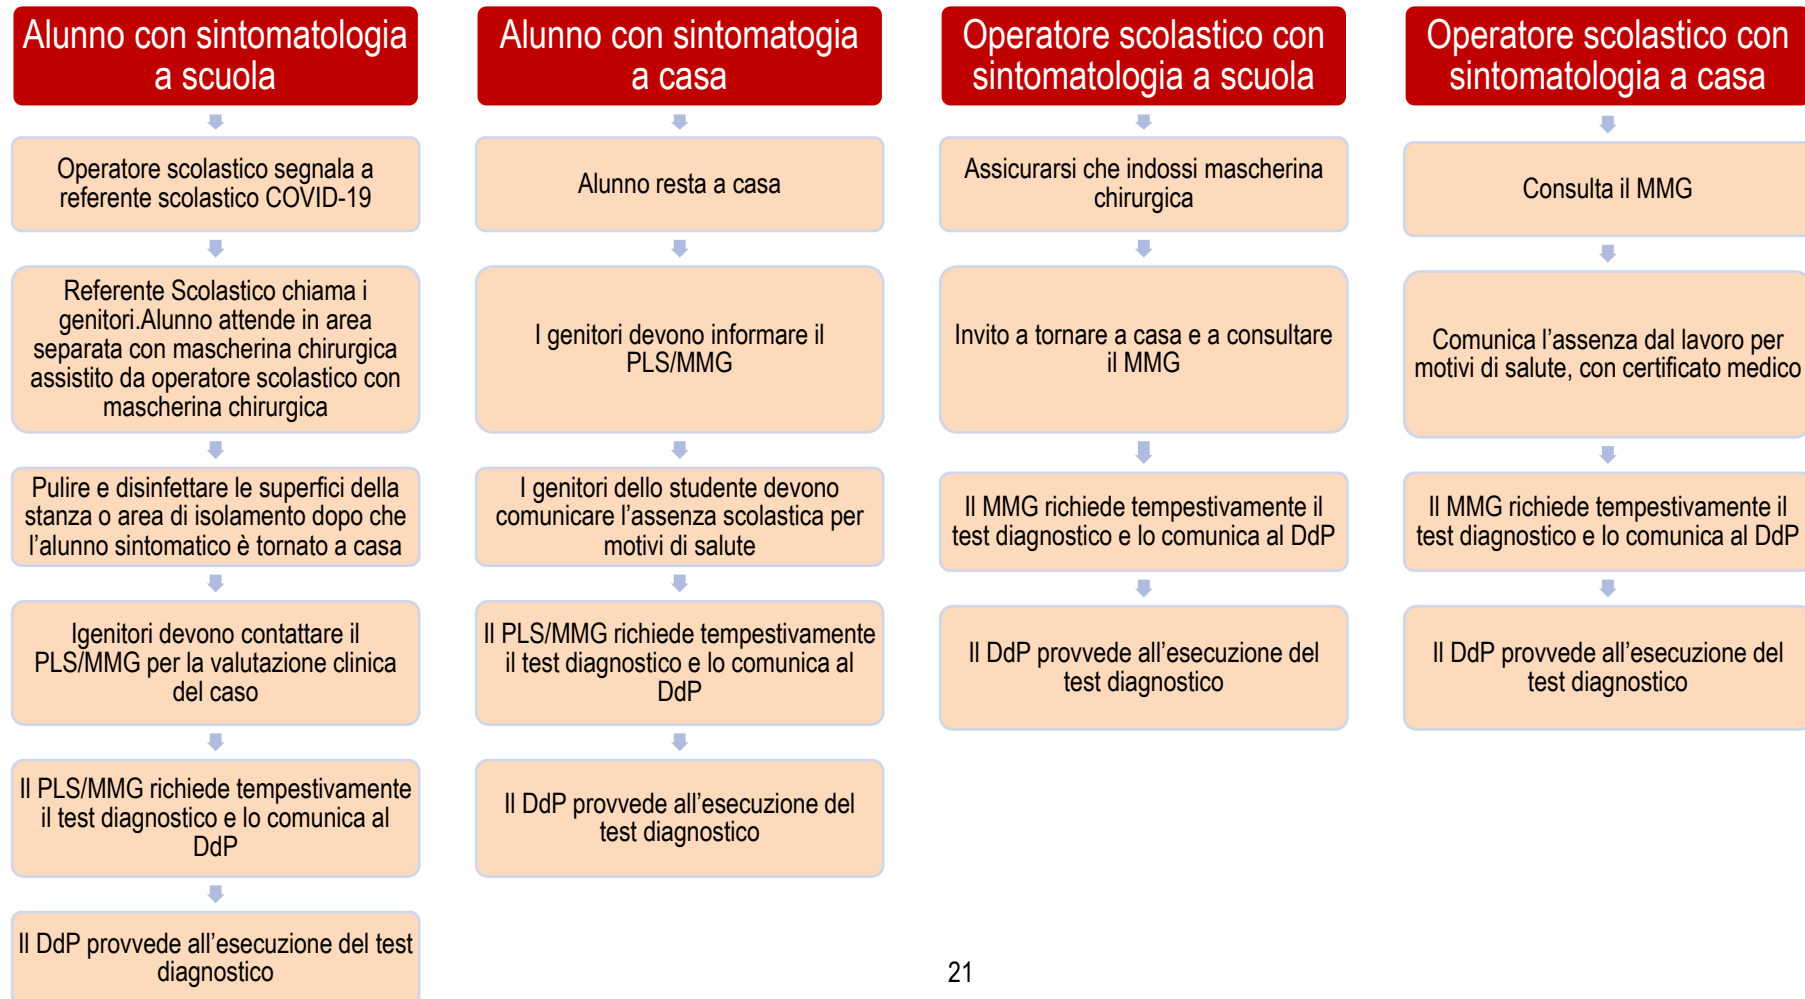 Alunno con sintomatologia
a scuola
Operatore scolastico segnala a
referente scolastico COVID-19
Referente Scolastico chiama i
genitori.Alunno attende in area
separata con mascherina chirurgica
assistito da operatore scolastico con
mascherina chirurgica
Pulire e disinfettare le superfici della
stanza o area di isolamento dopo che
l’alunno sintomatico è tornato a casa
Igenitori devono contattare il
PLS/MMG per la valutazione clinica
del caso
Il PLS/MMG richiede tempestivamente
il test diagnostico e lo comunica al
DdP
Il DdP provvede all’esecuzione del test
diagnostico
Alunno con sintomatogia
a casa
Alunno resta a casa
I genitori devono informare il
PLS/MMG
I genitori dello studente devono
comunicare l’assenza scolastica per
motivi di salute
Il PLS/MMG richiede tempestivamente
il test diagnostico e lo comunica al
DdP
Il DdP provvede all’esecuzione del
test diagnostico
Operatore scolastico con
sintomatologia a scuola
Assicurarsi che indossi mascherina
chirurgica
Invito a tornare a casa e a consultare
il MMG
Il MMG richiede tempestivamente il
test diagnostico e lo comunica al DdP
Il DdP provvede all’esecuzione del
test diagnostico
Operatore scolastico con
sintomatologia a casa
Consulta il MMG
Comunica l’assenza dal lavoro per
motivi di salute, con certificato medico
Il MMG richiede tempestivamente il
test diagnostico e lo comunica al DdP
Il DdP provvede all’esecuzione del
test diagnostico
21